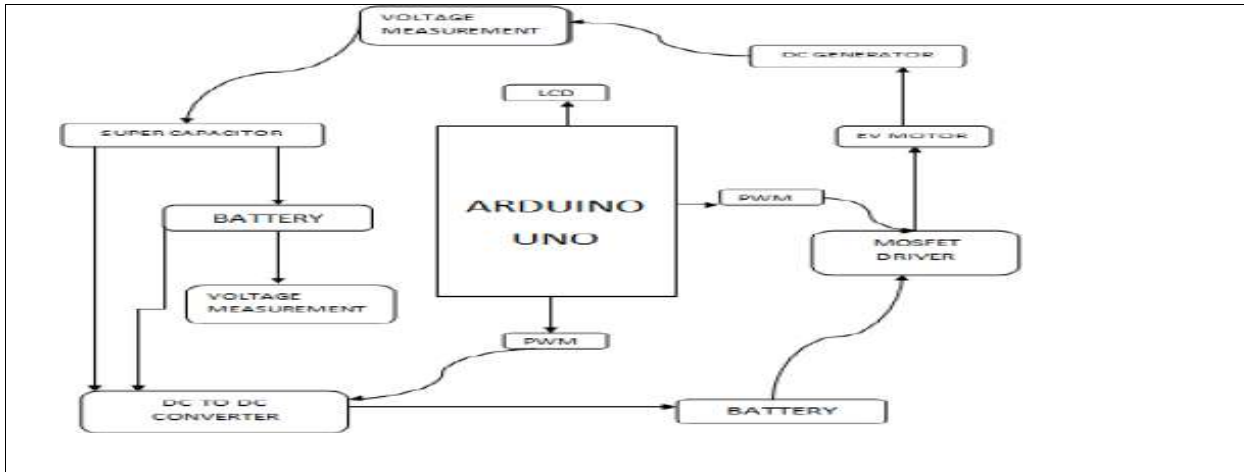 VOLTAGE
MEASUREMENT
DC GENERATOR
LCD
SUPER CAPACITOR
EV MOTOR
ARDUINO
UNO
PWM
BATTERY
MOSFET
DRIVER
VOLTAGE
MEASUREMENT
PWM
DC TO DC
CONVERTER
BATTERY